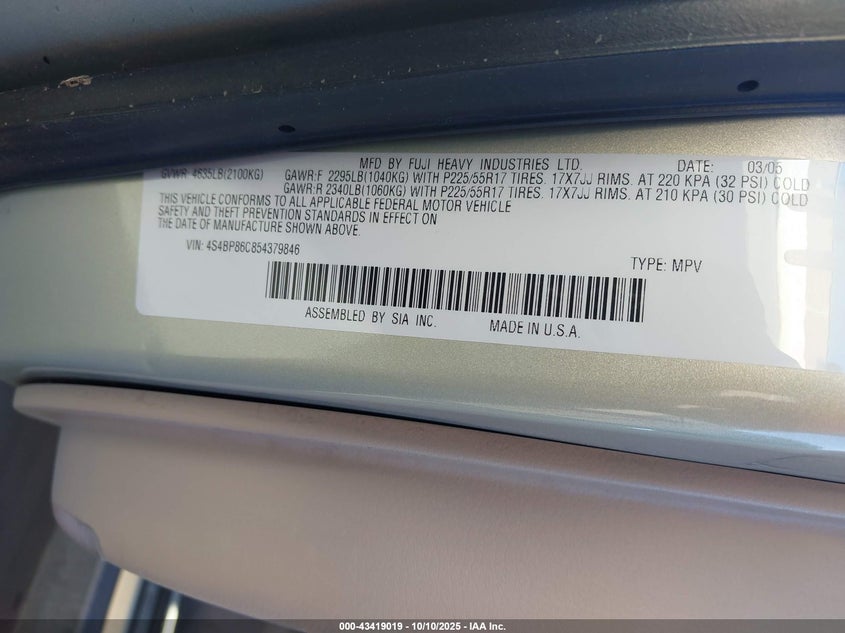 MFD BY FUJI HEAVY INDUSTRIES LTD. DATE: 03/05
GVWR: 4635LB(2100KG) GAWR:F 2295LB(1040KG) WITH P225/55R17 TIRES. 17X7JJ RIMS. AT 220 KPA (32 PSI) COLD
GAWR:R 2340LB(1060KG) WITH P225/55R17 TIRES. 17X7JJ RIMS. AT 210 KPA (30 PSI) COLD
THIS VEHICLE CONFORMS TO ALL APPLICABLE FEDERAL MOTOR VEHICLE
SAFETY AND THEFT PREVENTION STANDARDS IN EFFECT ON
THE DATE OF MANUFACTURE SHOWN ABOVE.
VIN: 4S4BP86C854379846 TYPE: MPV
ASSEMBLED BY SIA INC. MADE IN U.S.A.
000-43419019 - 10/10/2025 - IAA Inc.